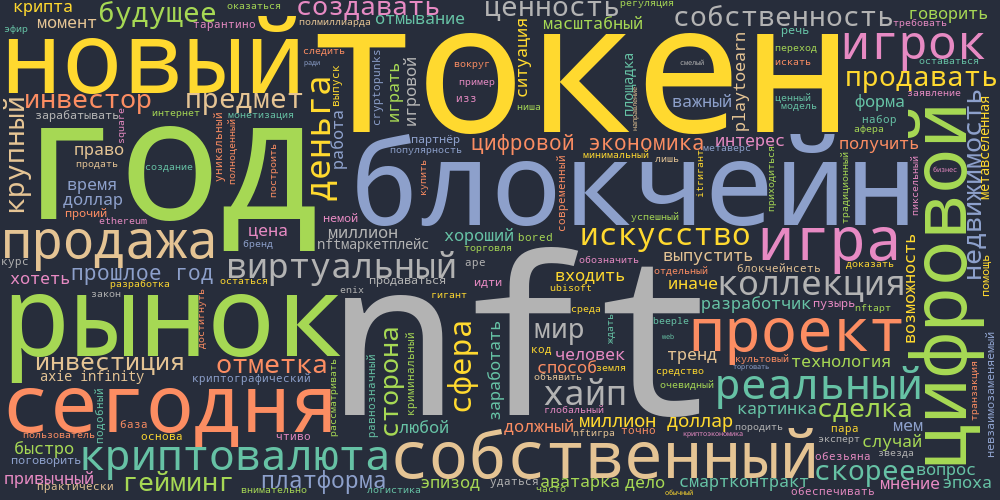 крипта будущее оказаться создавать ценность регуляция говорить
эфир момент тарантино полмиллиарда отмывание масштабный собственность требовать
новый токен
следить
ради
cryptopunks
играть
игровой
вокруг
пример
изз
ситуация
ниша
площадка
направление
смелый
важный
playtoearn
речь
переход
искать
ценный
модель
игрок
оставаться
продавать
заявление
форма
набор
афера
получить
крупный
инвестор
предмет
зарабатывать
square
интернет
монетизация
деньга
выпуск
работа
год
право
продать
создание
уникальный
полноценный
построить
время
доллар
прочий
ethereum
партнёр
популярность
цифровой экономика
интерес
минимальный
лишь
метаверс
блокчейн
купить
современный
itгигант
приходиться
традиционный
пиксельный
бизнес
цифровой
недвижимость
метавселенная
помощь
немой
цена
бренд
миллион
nftмаркетплейс
хороший
bored
торговля
успешный
искусство
обозначить
игра
выпустить
отдельный
блокчейнсеть
доказать
возможность
продажа
курс
хотеть
прошлое год
разработка
закон
остаться
виртуальный
продаваться
ape
идти
гигант
enix
входить
ubisoft
среда
иначе
коллекция
разработчик
пузырь
nftарт
рынок
достигнуть
nft
ждать
beeple
web
проект
мир
код
человек
способ
земля
объявить
тренд
средство
культовый
торговать
технология
очевидный
инвестиция
отметка
axie infinity
криптографический
рассматривать
равнозначный
сторона
криминальный
сфера
заработать
хайп
глобальный
реальный
картинка
сделка
транзакция
невзаимозаменяемый
сегодня
подобный
пользователь
база
основа
чтиво
любой
должный
миллион доллар
nftигра
точно
породить
криптоэкономика
пара
эксперт
мем
случай
звезда
быстро
поговорить
криптовалюта
собственный
обезьяна
скорее
вопрос
привычный
практически
гейминг
внимательно
платформа
логистика
эпизод
удаться
часто
аватарка
дело
смартконтракт
обычный
обеспечивать
мнение
эпоха